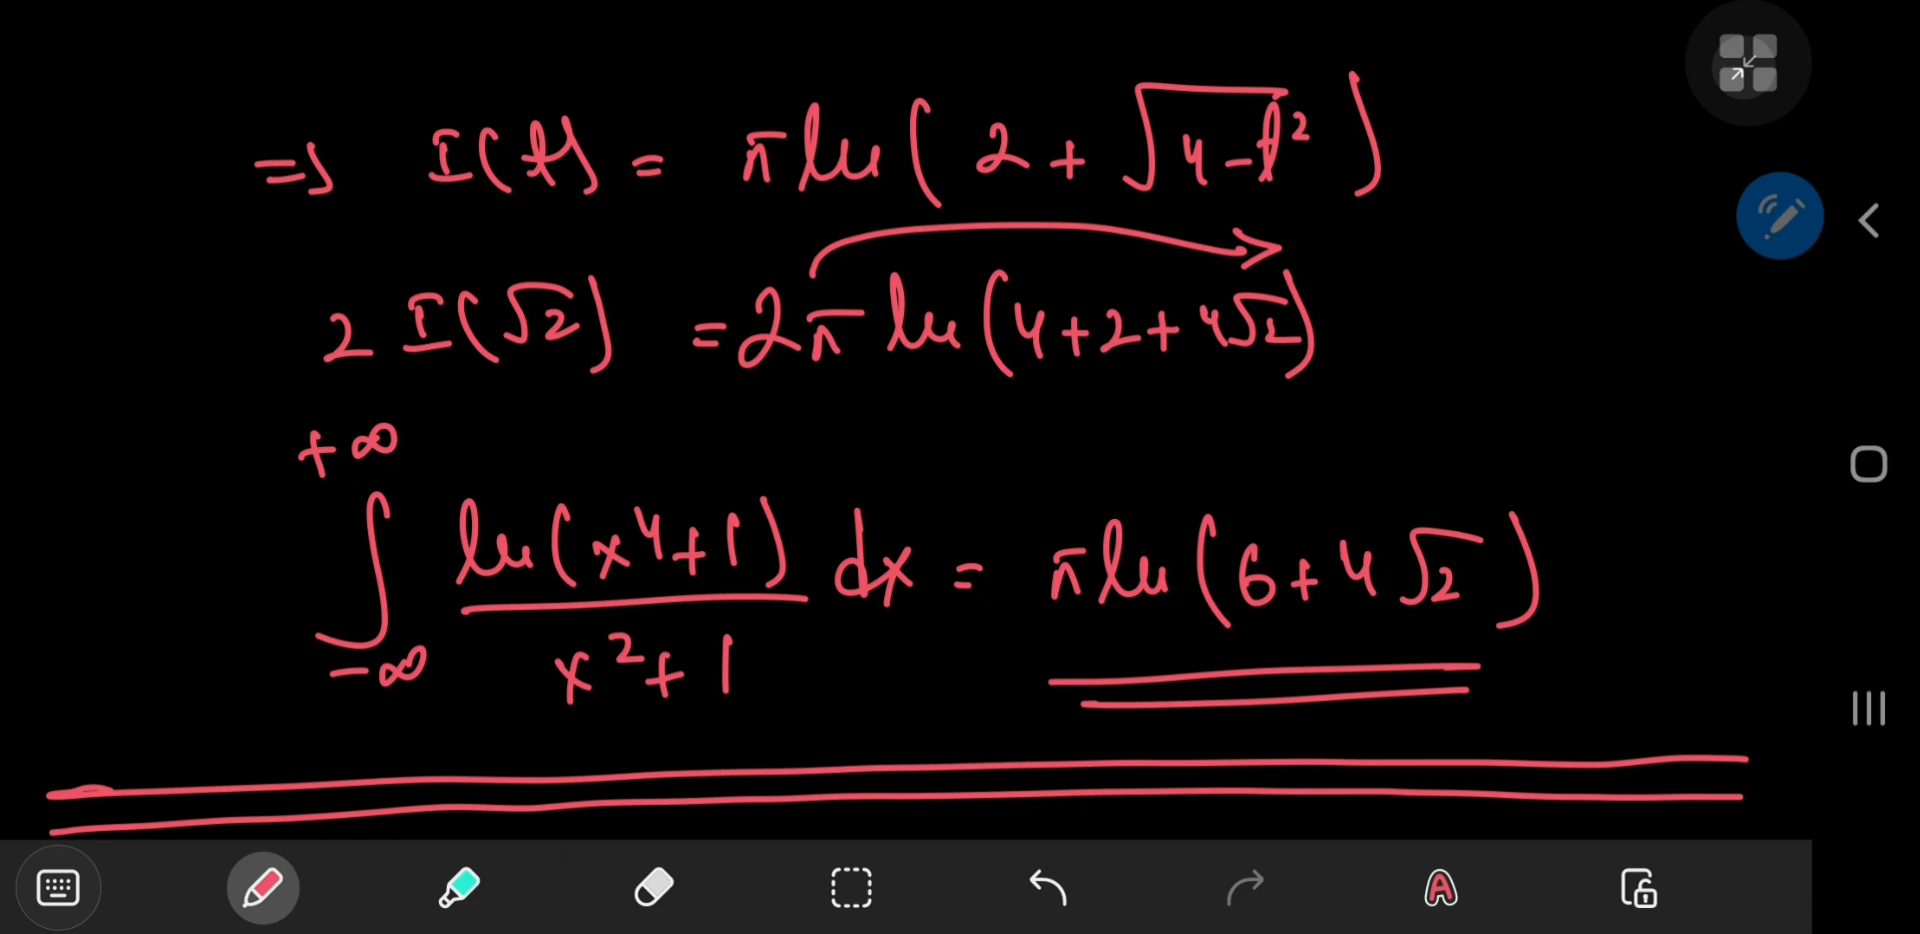 => I(t) = π ln( 2 + √4-t² )
2 I(√2) = 2π ln(4+2+4√2)
∫_{-∞}^{+∞} ln(x⁴+1) / x²+1 dx = π ln(6+4√2)
A